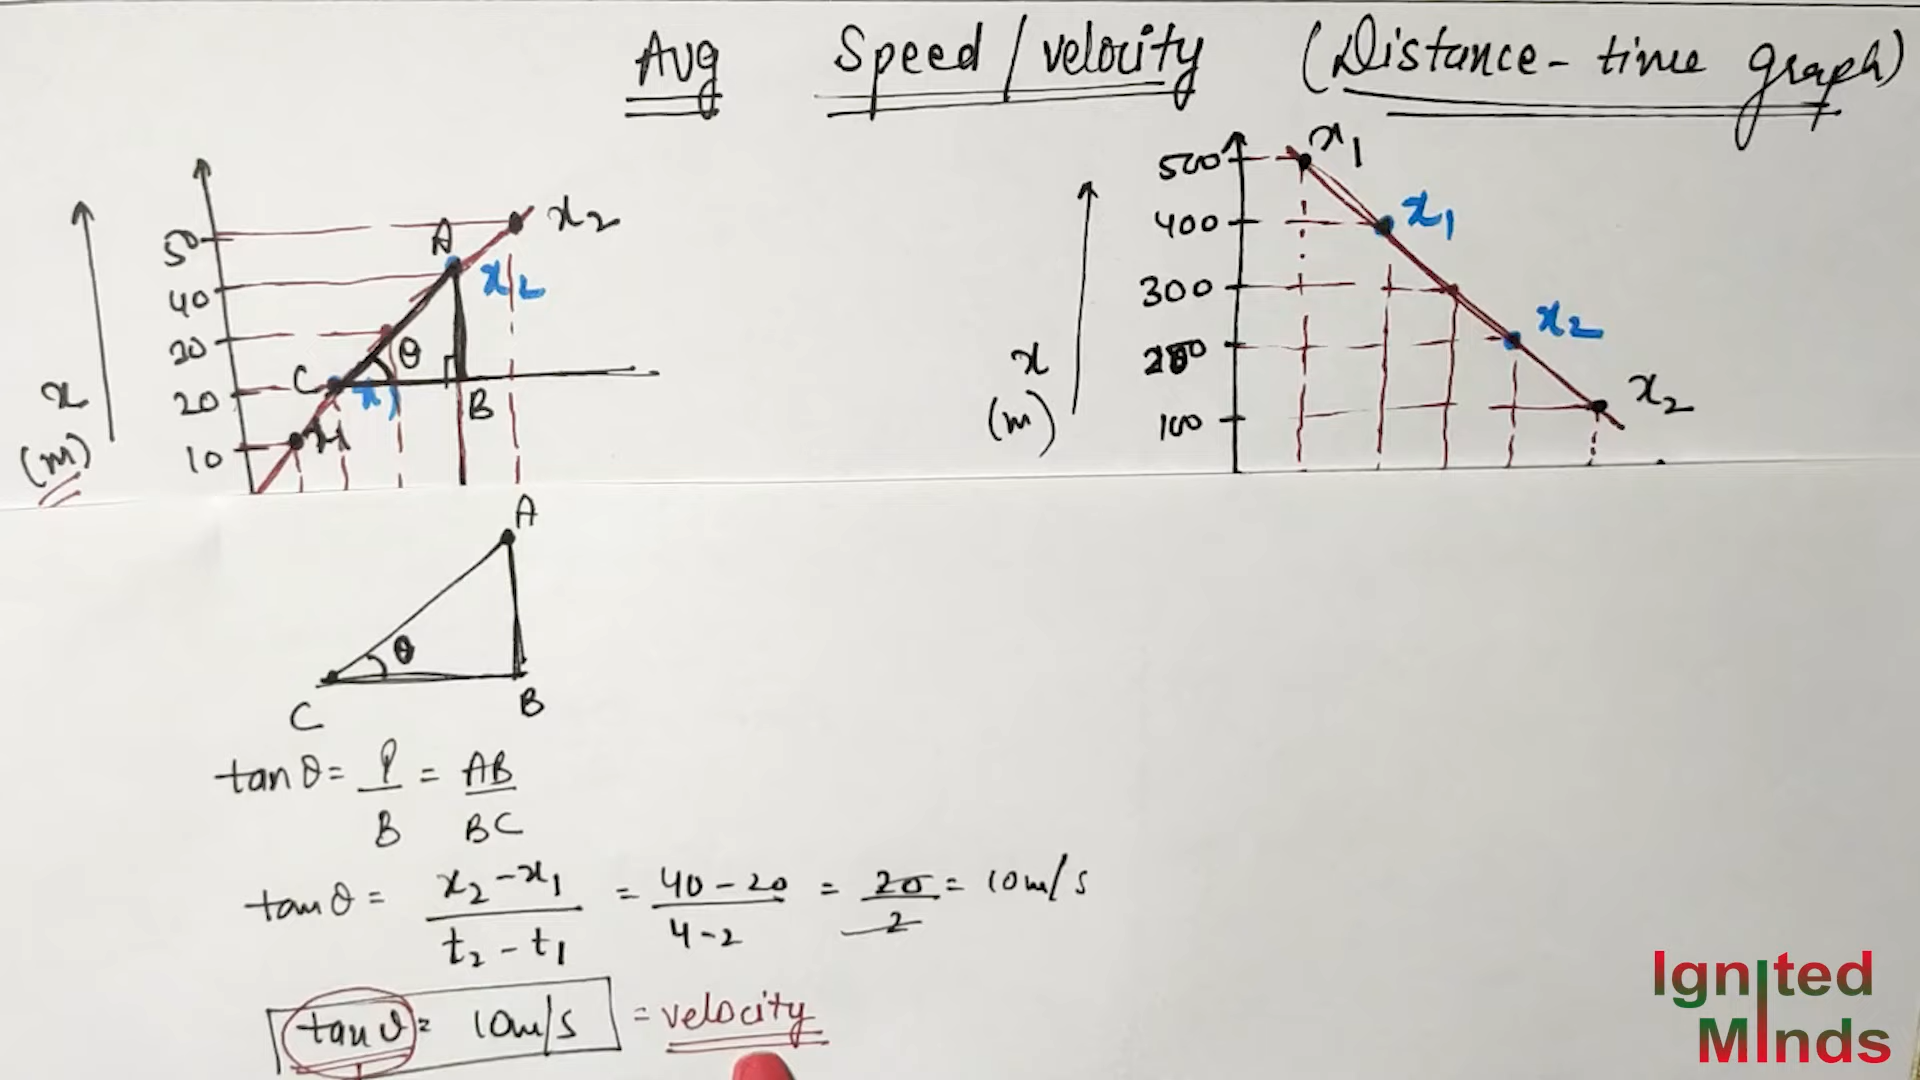 Avg Speed / velocity (Distance - time graph)
50
40
30
20
10
x
(m)
A
x2
x2
θ
C
x1
B
x1
500
400
300
200
100
x
(m)
x1
x1
x2
x2
A
θ
C
B
tan θ = P/B = AB/BC
tan θ = x2 - x1 / t2 - t1 = 40 - 20 / 4 - 2 = 20/2 = 10 m/s
tan θ = 10 m/s = velocity
Ignited
Minds